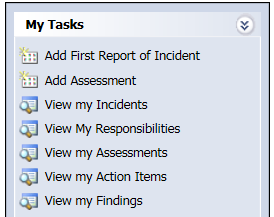 My Tasks
Add First Report of Incident
Add Assessment
View my Incidents
View My Responsibilities
View my Assessments
View my Action Items
View my Findings